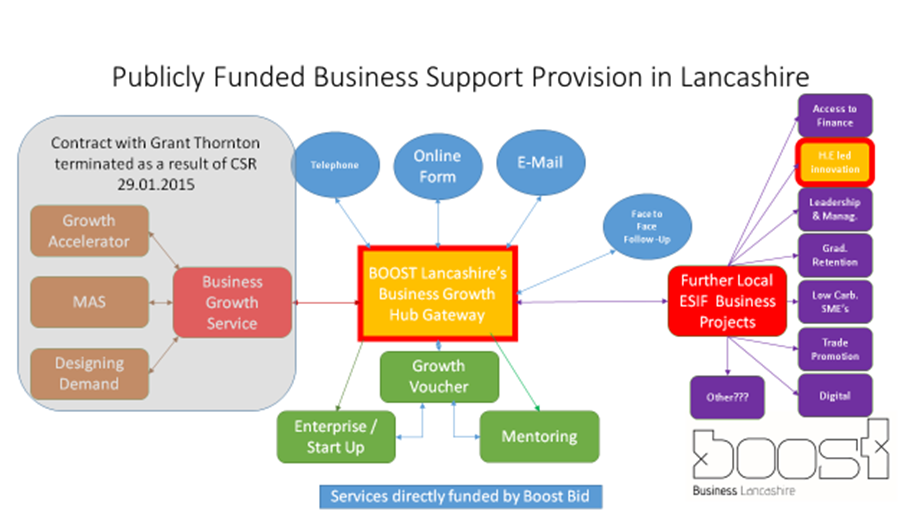 Publicly Funded Business Support Provision in Lancashire
Contract with Grant Thornton
terminated as a result of CSR
29.01.2015
Growth
Accelerator
MAS
Designing
Demand
Business
Growth
Service
Telephone
Online
Form
E-Mail
Face to
Face
Follow-Up
BOOST Lancashire's
Business Growth
Hub Gateway
Growth
Voucher
Enterprise /
Start Up
Mentoring
Services directly funded by Boost Bid
Further Local
ESIF Business
Projects
Access to
Finance
H.E led
Innovation
Leadership
& Manag.
Grad.
Retention
Low Carb.
SME's
Trade
Promotion
Digital
Other???
boost
Business Lancashire